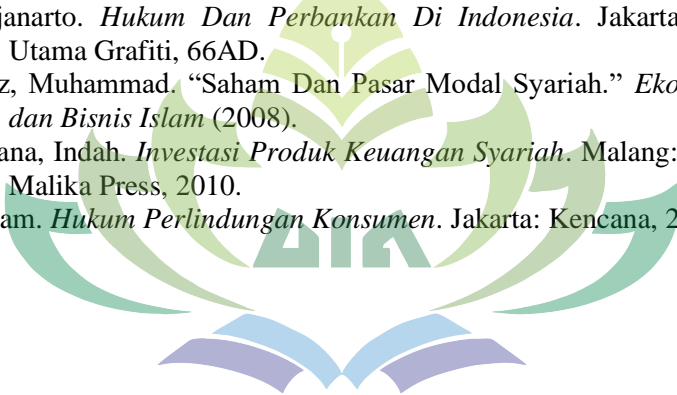 janarto. Hukum Dan Perbankan Di Indonesia. Jakarta
Utama Grafiti, 66AD.
z, Muhammad. “Saham Dan Pasar Modal Syariah.” Eko
dan Bisnis Islam (2008).
ana, Indah. Investasi Produk Keuangan Syariah. Malang:
Malika Press, 2010.
am. Hukum Perlindungan Konsumen. Jakarta: Kencana, 2